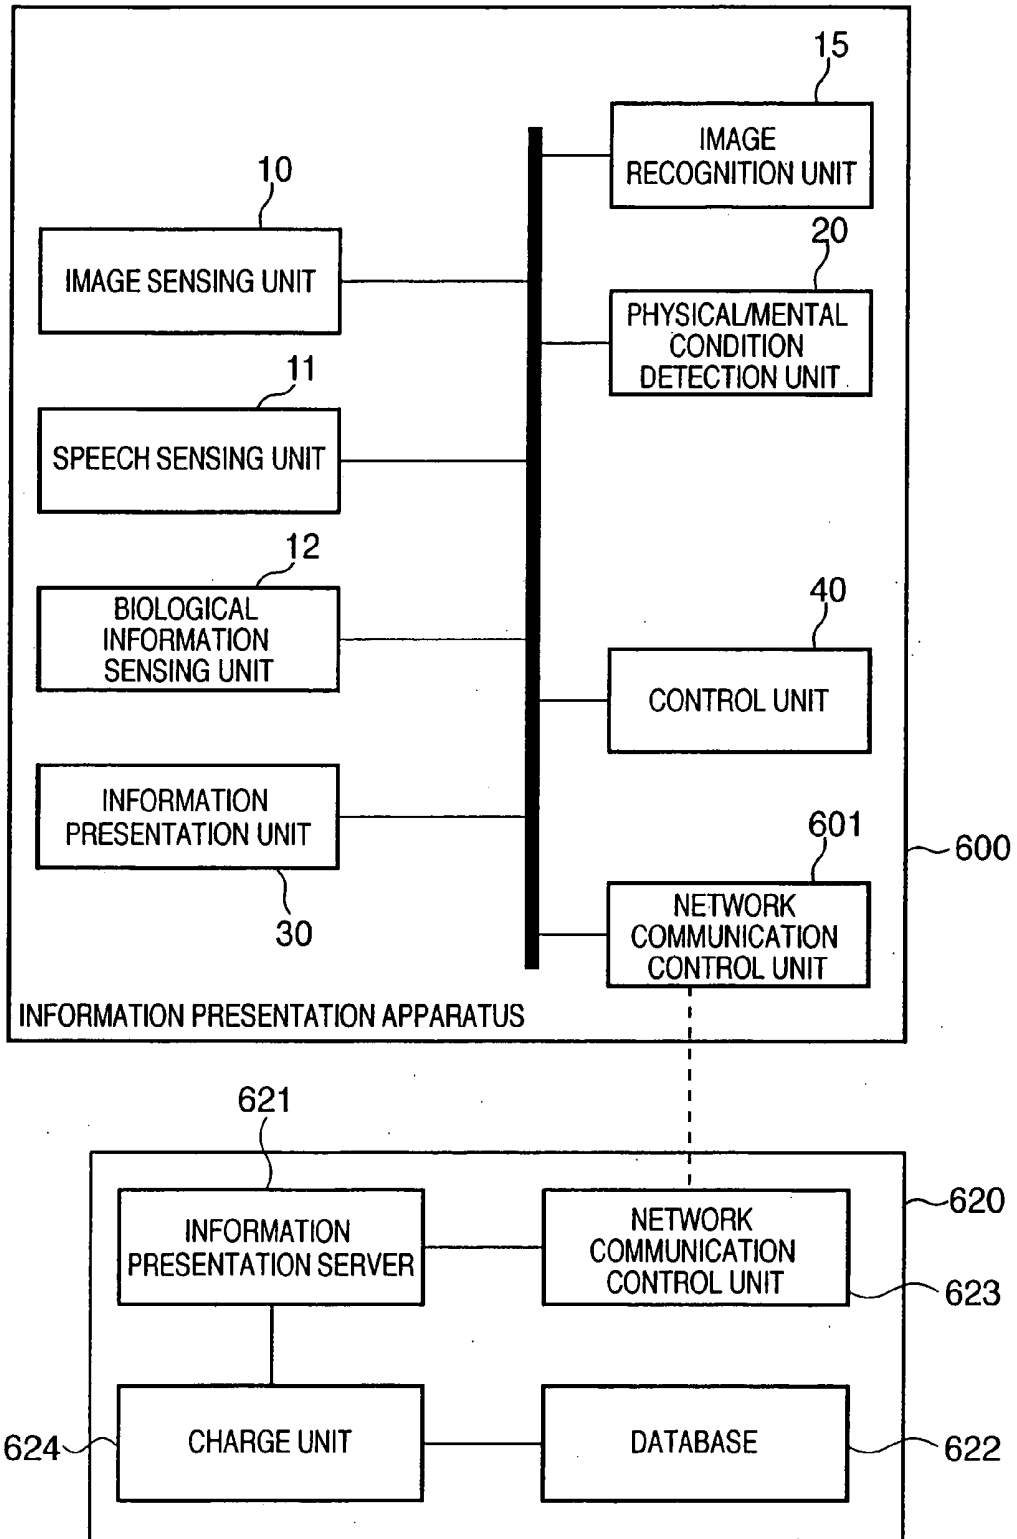 15
IMAGE
RECOGNITION UNIT
10
IMAGE SENSING UNIT
20
PHYSICAL/MENTAL
CONDITION
DETECTION UNIT
11
SPEECH SENSING UNIT
12
BIOLOGICAL
INFORMATION
SENSING UNIT
40
CONTROL UNIT
INFORMATION
PRESENTATION UNIT
30
601
NETWORK
COMMUNICATION
CONTROL UNIT
600
INFORMATION PRESENTATION APPARATUS
621
INFORMATION
PRESENTATION SERVER
NETWORK
COMMUNICATION
CONTROL UNIT
620
623
624
CHARGE UNIT
DATABASE
622